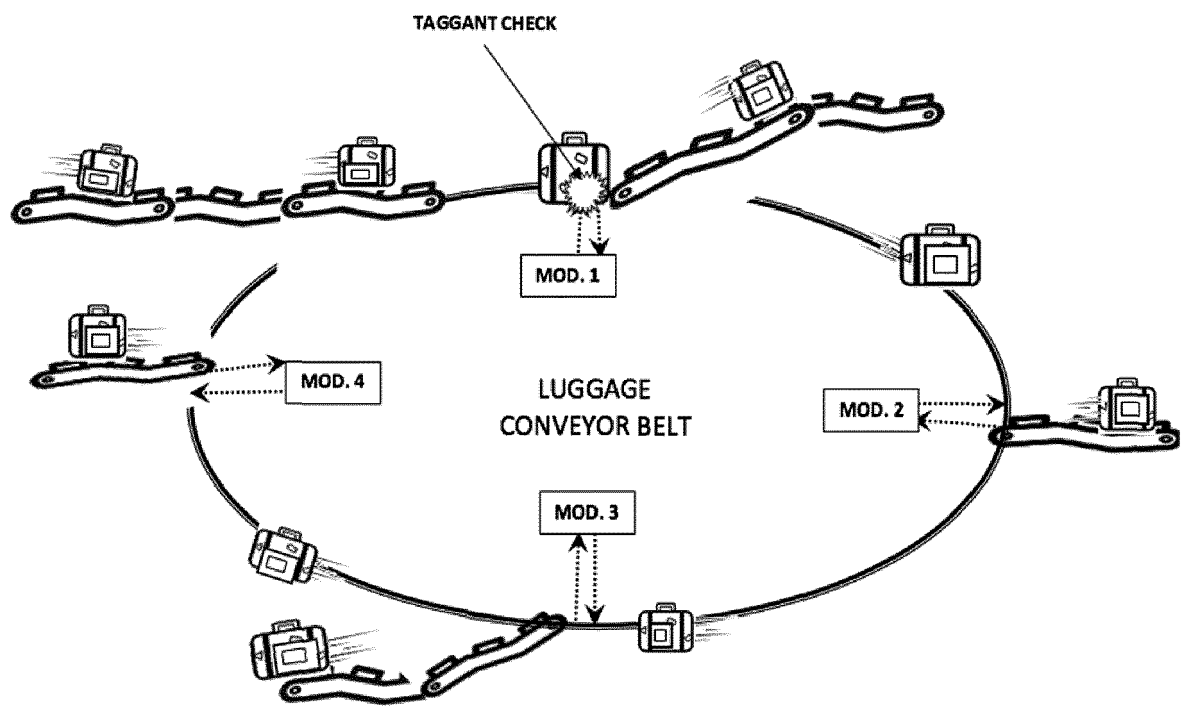 TAGGANT CHECK
MOD. 1
MOD. 4
LUGGAGE
CONVEYOR BELT
MOD. 2
MOD. 3